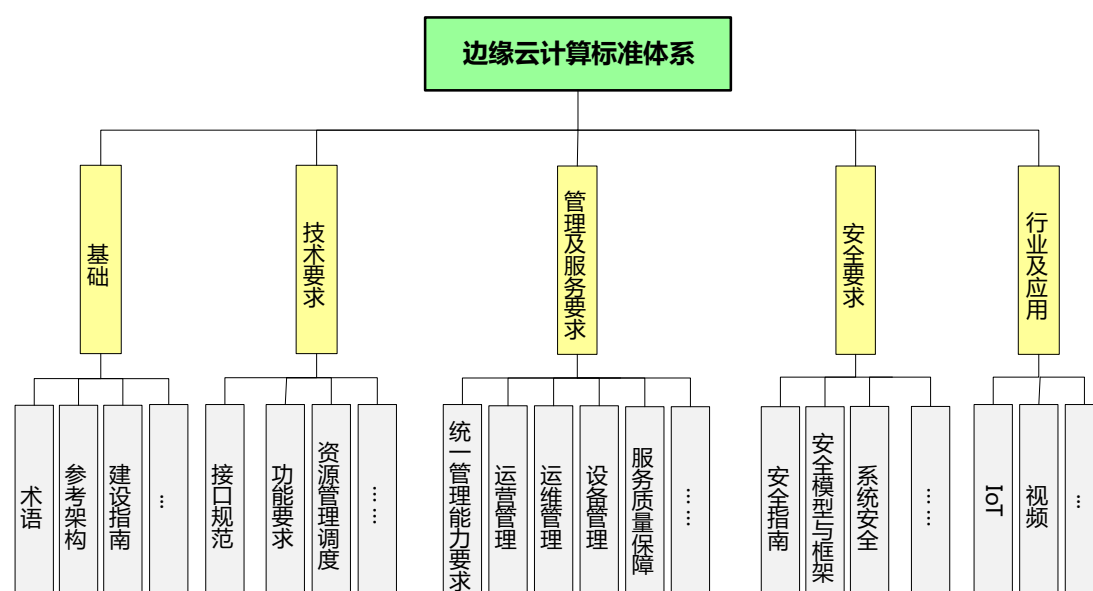 边缘云计算标准体系
基础
技术要求
管理及服务要求
安全要求
行业及应用
术语
参考架构
建设指南
...
接口规范
功能要求
资源管理调度
……
统一管理能力要求
运营管理
运维管理
设备管理
服务质量保障
……
安全指南
安全模型与框架
系统安全
……
IoT
视频
...